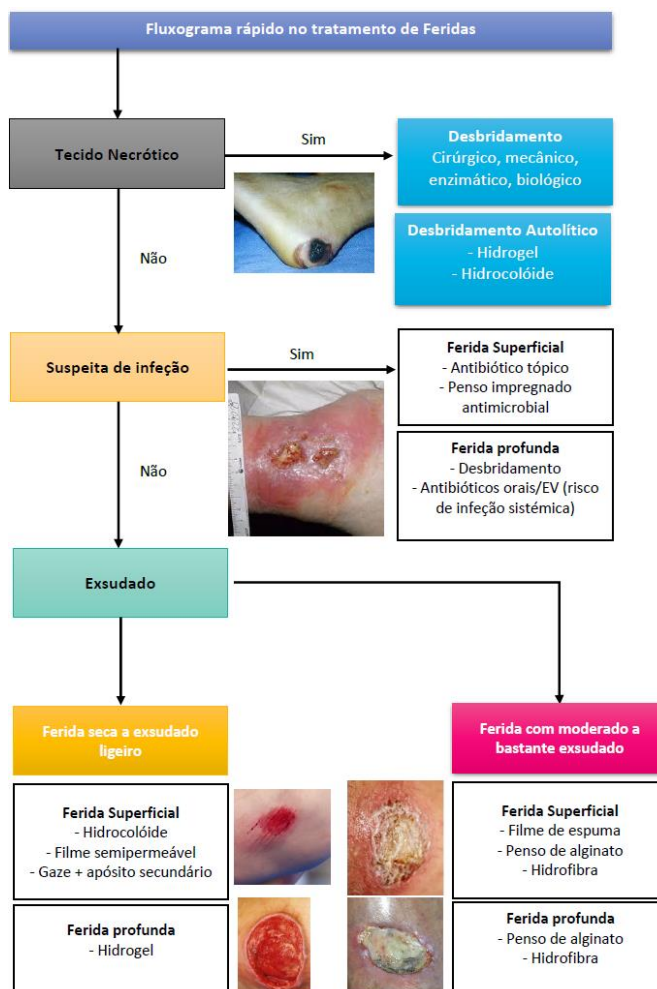 Fluxograma rápido no tratamento de Feridas
Tecido Necrótico
Sim
Desbridamento
Cirúrgico, mecânico,
enzimático, biológico
Desbridamento Autolítico
- Hidrogel
- Hidrocolóide
Não
Suspeita de infeção
Sim
Ferida Superficial
- Antibiótico tópico
- Penso impregnado
antimicrobial
Ferida profunda
- Desbridamento
- Antibióticos orais/EV (risco
de infeção sistémica)
Não
Exsudado
Ferida seca a exsudado
ligeiro
Ferida com moderado a
bastante exsudado
Ferida Superficial
- Hidrocolóide
- Filme semipermeável
- Gaze + apósito secundário
Ferida profunda
- Hidrogel
Ferida Superficial
- Filme de espuma
- Penso de alginato
- Hidrofibra
Ferida profunda
- Penso de alginato
- Hidrofibra